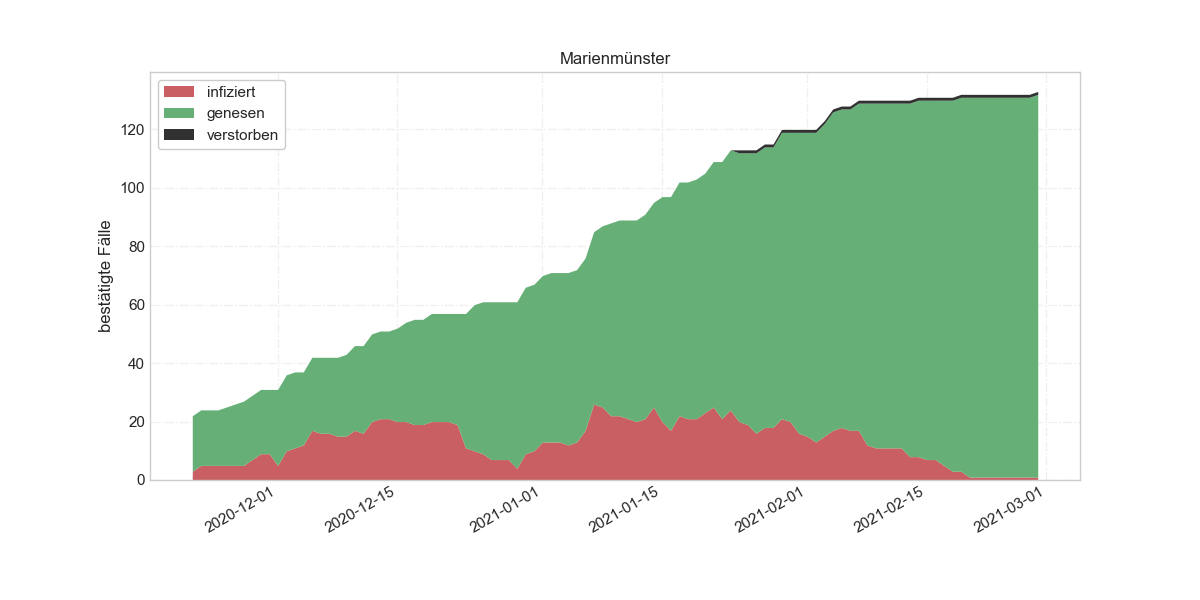 Marienmünster
infiziert
genesen
verstorben
bestätigte Fälle
120
100
80
60
40
20
0
2020-12-01
2020-12-15
2021-01-01
2021-01-15
2021-02-01
2021-02-15
2021-03-01